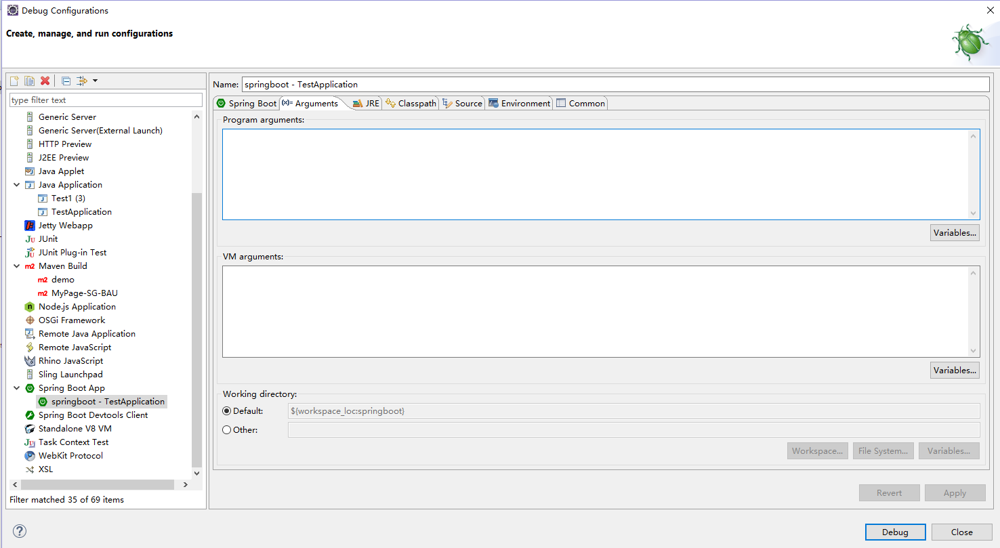 Debug Configurations
Create, manage, and run configurations
type filter text
Generic Server
Generic Server(External Launch)
HTTP Preview
J2EE Preview
Java Applet
Java Application
Test1 (3)
TestApplication
Jetty Webapp
JUnit
JUnit Plug-in Test
Maven Build
demo
MyPage-SG-BAU
Node.js Application
OSGi Framework
Remote Java Application
Remote JavaScript
Rhino JavaScript
Sling Launchpad
Spring Boot App
springboot - TestApplication
Spring Boot Devtools Client
Standalone V8 VM
Task Context Test
WebKit Protocol
XSL
Filter matched 35 of 69 items
Name: springboot - TestApplication
Spring Boot (x)= Arguments JRE Classpath Source Environment Common
Program arguments:
Variables...
VM arguments:
Variables...
Working directory:
Default: ${workspace_loc:springboot}
Other:
Workspace... File System... Variables...
Revert Apply
Debug Close